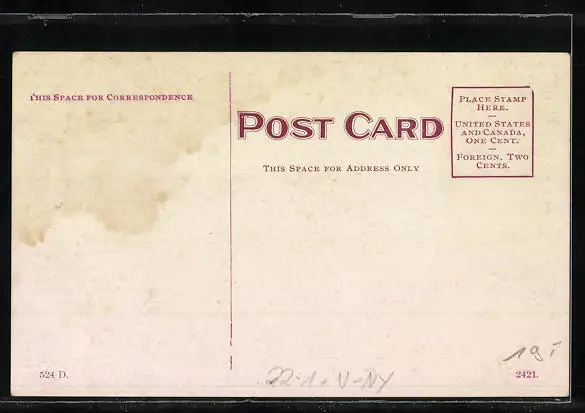 THIS SPACE FOR CORRESPONDENCE
POST CARD
THIS SPACE FOR ADDRESS ONLY
PLACE STAMP
HERE.
—
UNITED STATES
AND CANADA,
ONE CENT.
—
FOREIGN, TWO
CENTS.
524 D.
2421.